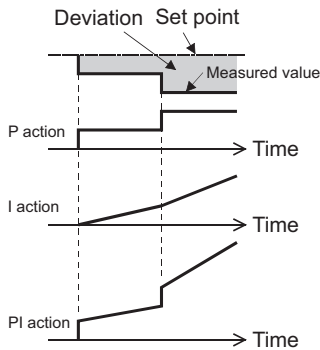 Deviation Set point
Measured value
P action
Time
I action
Time
PI action
Time